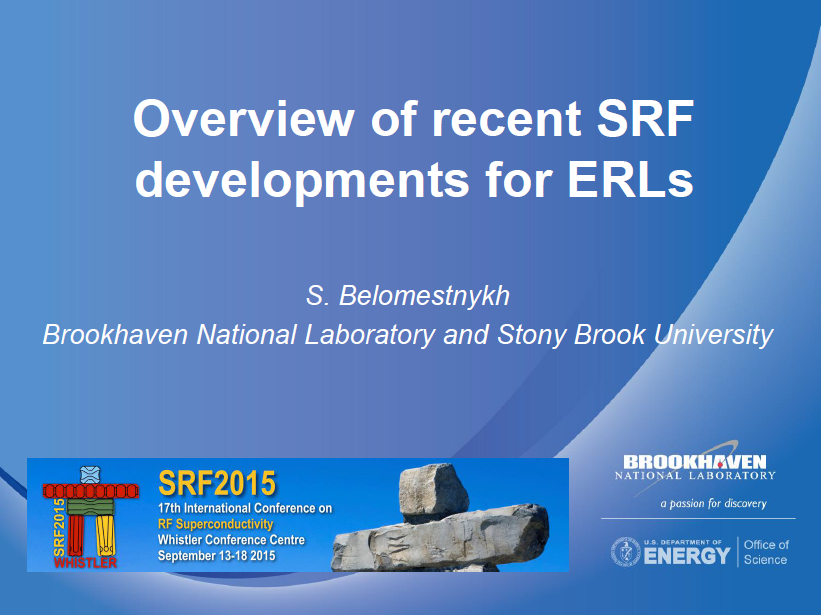 Overview of recent SRF
developments for ERLs
S. Belomestnykh
Brookhaven National Laboratory and Stony Brook University
SRF2015
WHISTLER
SRF2015
17th International Conference on
RF Superconductivity
Whistler Conference Centre
September 13-18 2015
BROOKHAVEN
NATIONAL LABORATORY
a passion for discovery
U.S. DEPARTMENT OF
ENERGY
Office of
Science